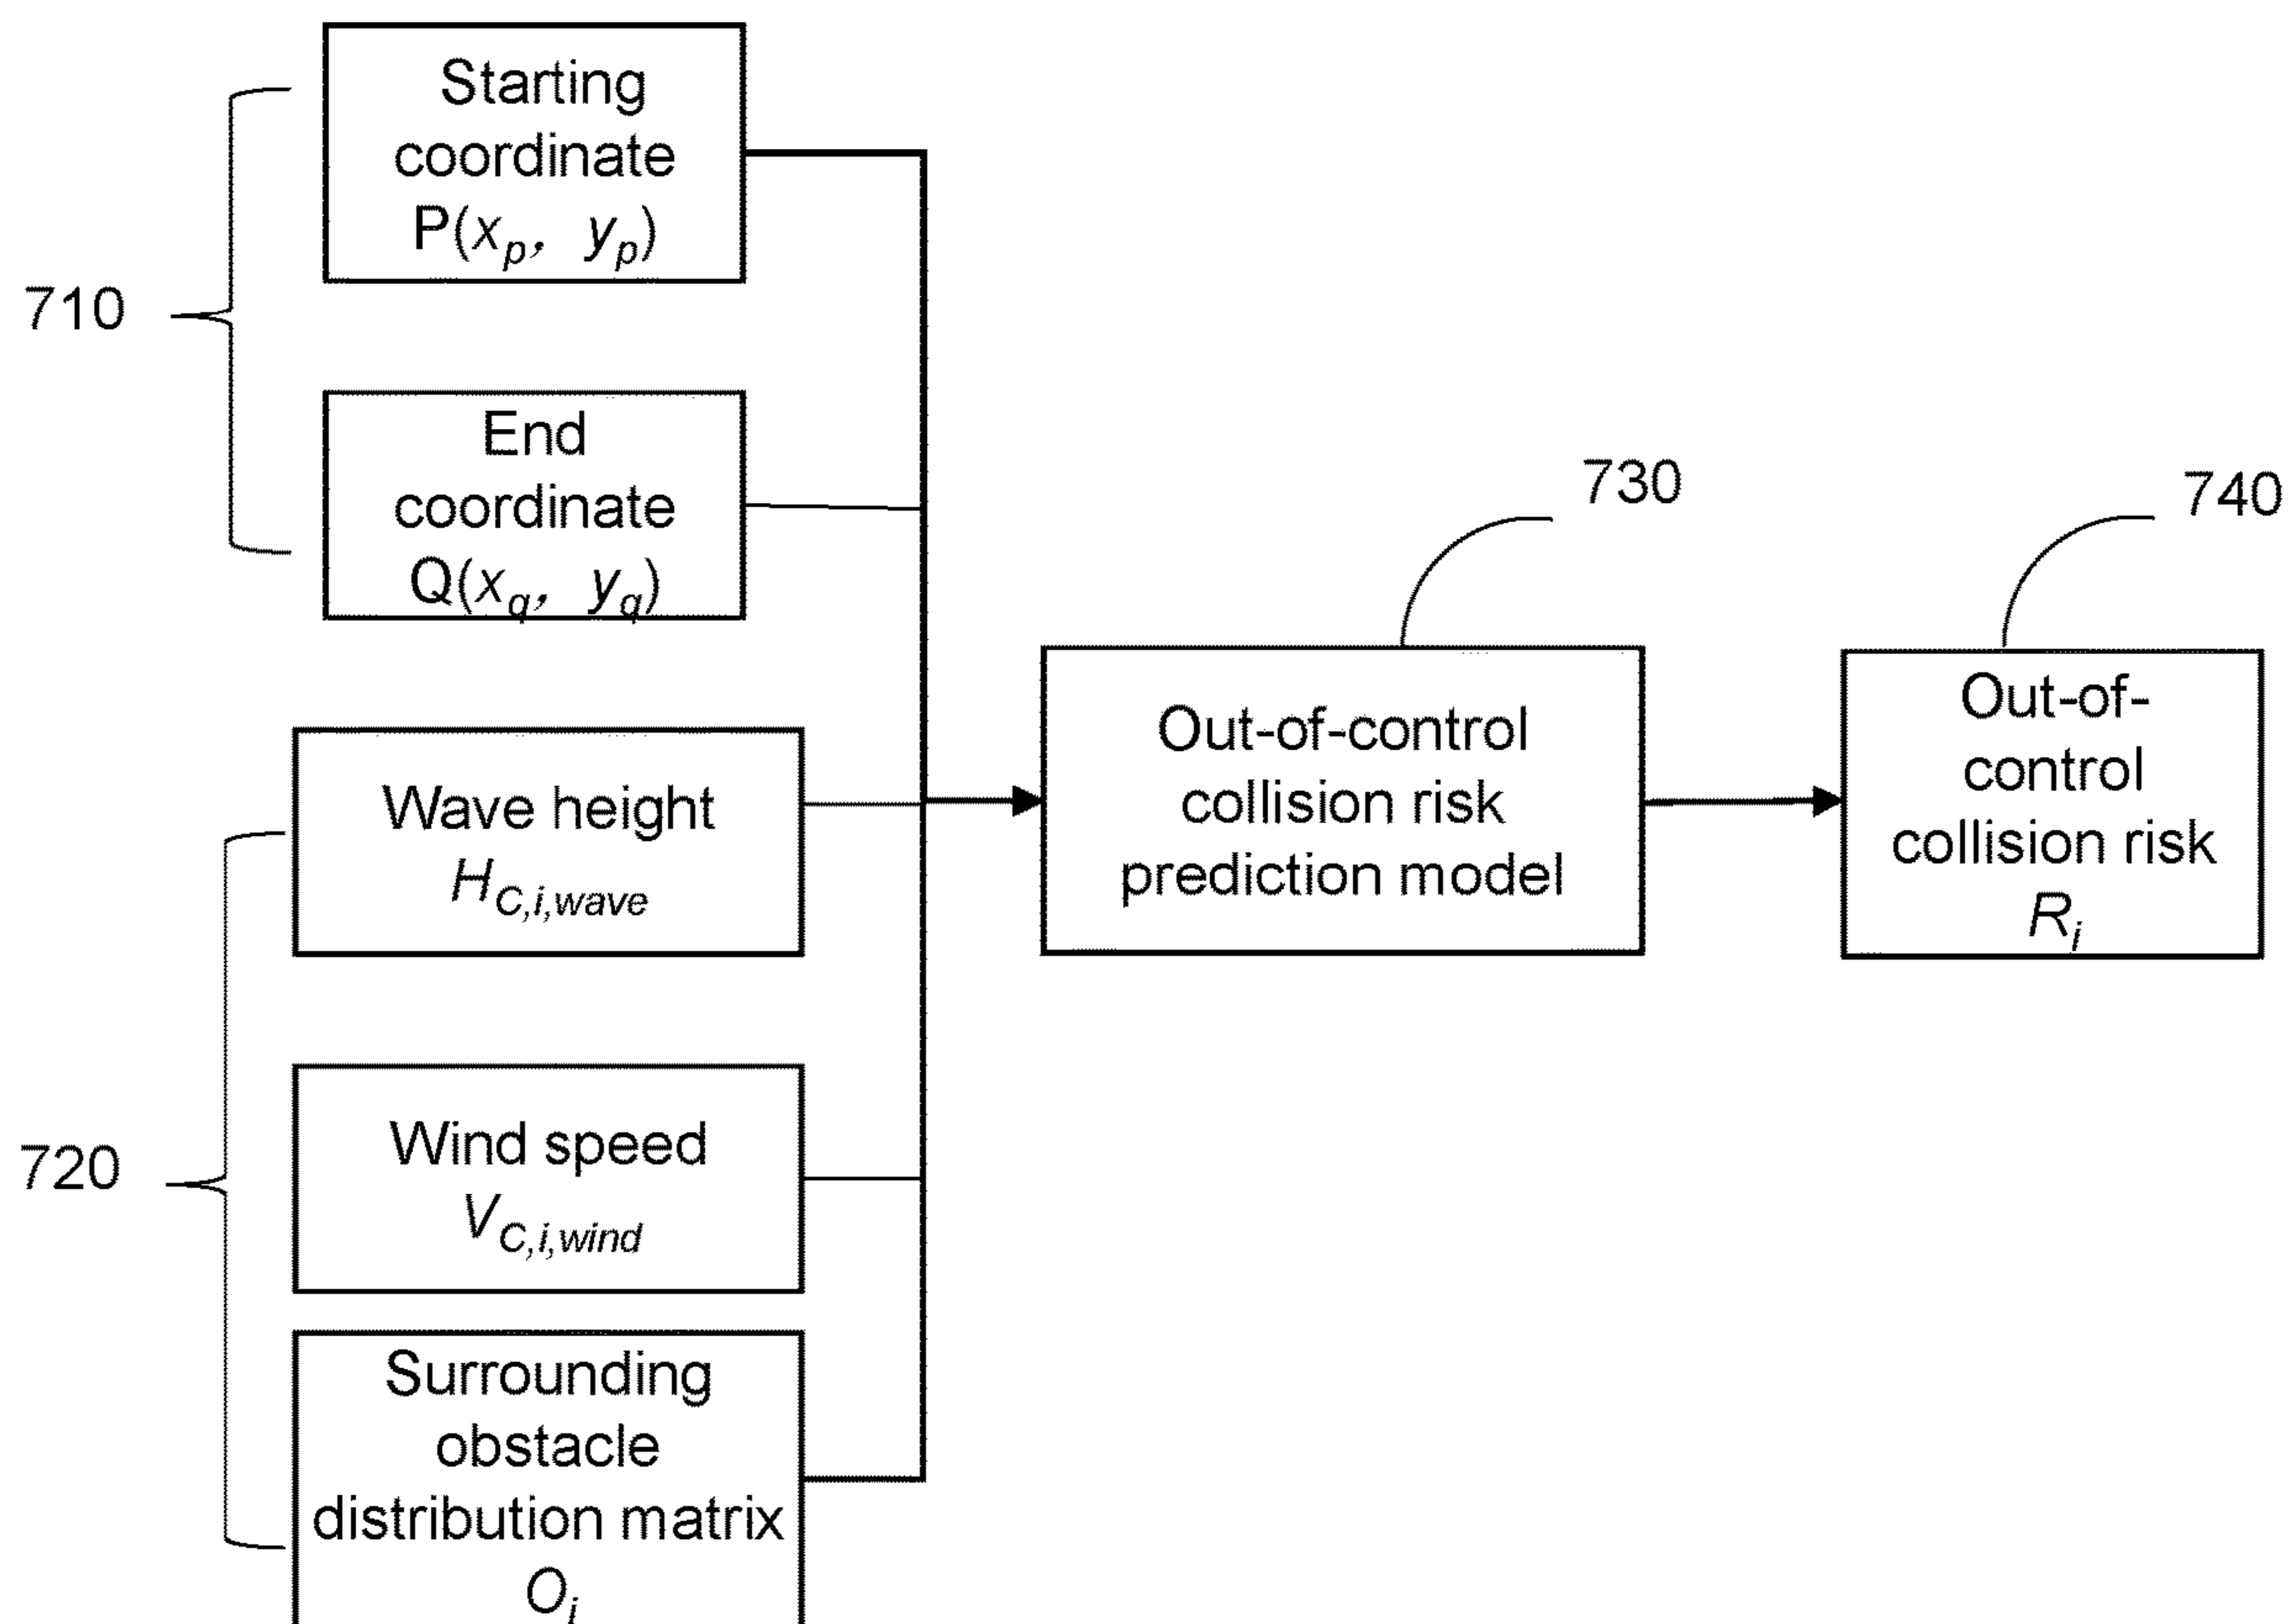 Starting
coordinate
P(xp, yp)
710
End
coordinate
Q(xq, yq)
730
740
Wave height
HC,i,wave
Out-of-control
collision risk
prediction model
Out-of-
control
collision risk
Ri
720
Wind speed
VC,i,wind
Surrounding
obstacle
distribution matrix
Oi